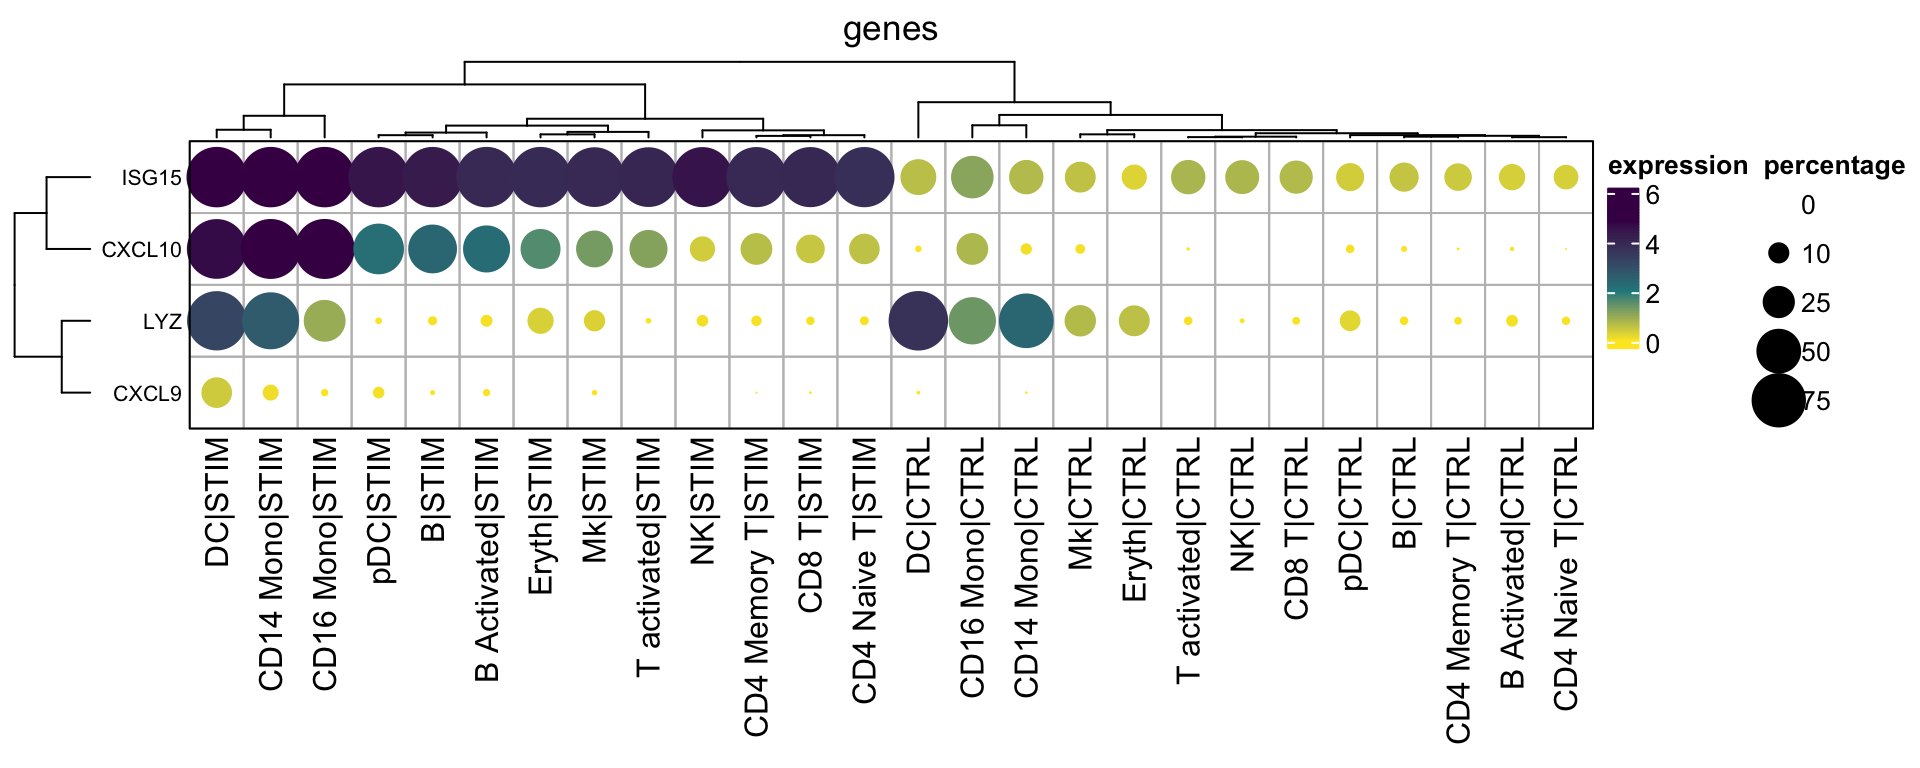 genes
ISG15
CXCL10
LYZ
CXCL9
expression
6
4
2
0
percentage
0
10
25
50
75
DC|STIM
CD14 Mono|STIM
CD16 Mono|STIM
pDC|STIM
B|STIM
B Activated|STIM
Eryth|STIM
Mk|STIM
T activated|STIM
NK|STIM
CD4 Memory T|STIM
CD8 T|STIM
CD4 Naive T|STIM
DC|CTRL
CD16 Mono|CTRL
CD14 Mono|CTRL
Mk|CTRL
Eryth|CTRL
T activated|CTRL
NK|CTRL
CD8 T|CTRL
pDC|CTRL
B|CTRL
CD4 Memory T|CTRL
B Activated|CTRL
CD4 Naive T|CTRL